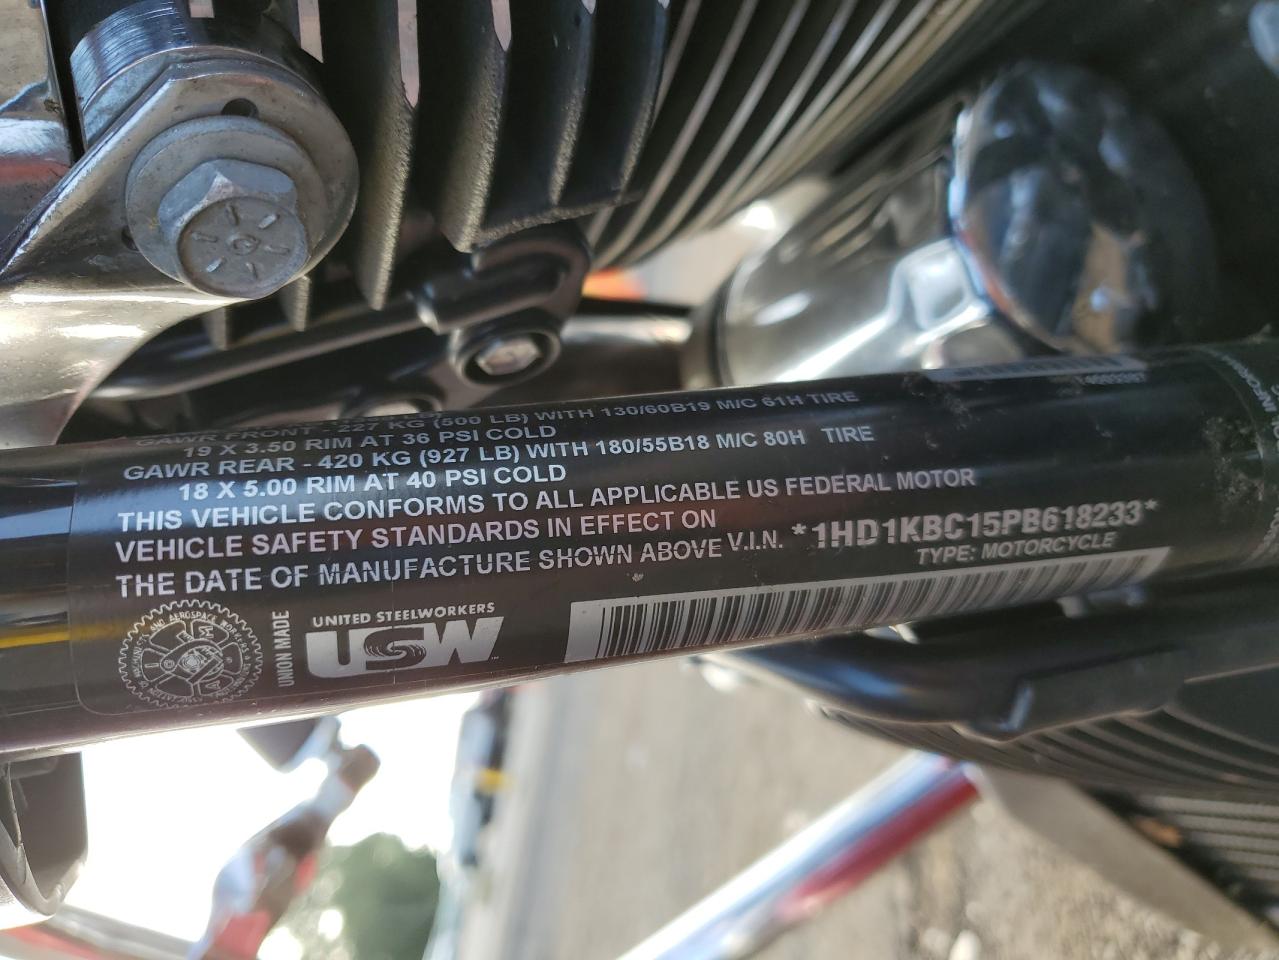 GAWR FRONT - 227 KG (500 LB) WITH 130/60B19 M/C 61H TIRE
19 X 3.50 RIM AT 36 PSI COLD
GAWR REAR - 420 KG (927 LB) WITH 180/55B18 M/C 80H TIRE
18 X 5.00 RIM AT 40 PSI COLD
THIS VEHICLE CONFORMS TO ALL APPLICABLE US FEDERAL MOTOR
VEHICLE SAFETY STANDARDS IN EFFECT ON
THE DATE OF MANUFACTURE SHOWN ABOVE V.I.N. *1HD1KBC15PB618233*
TYPE: MOTORCYCLE
UNION MADE
UNITED STEELWORKERS
USW